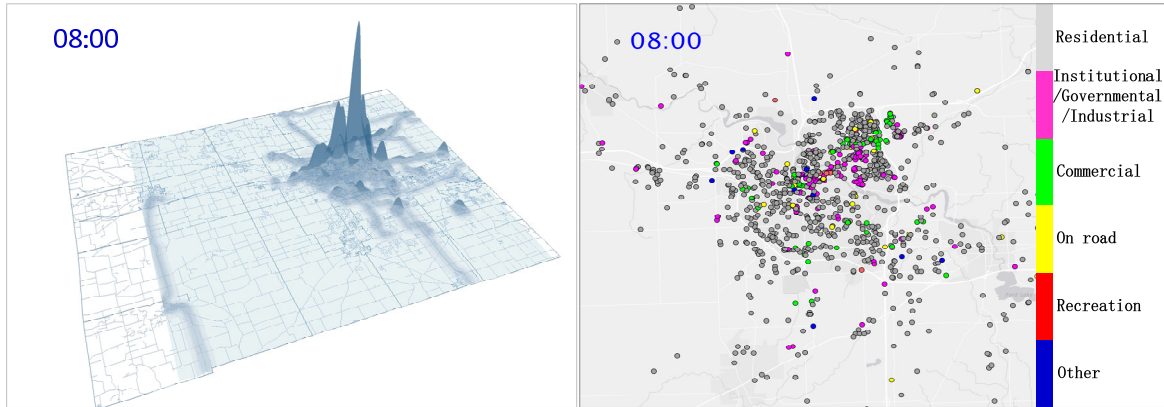 08:00
08:00
Residential
Institutional
/Governmental
/Industrial
Commercial
On road
Recreation
Other